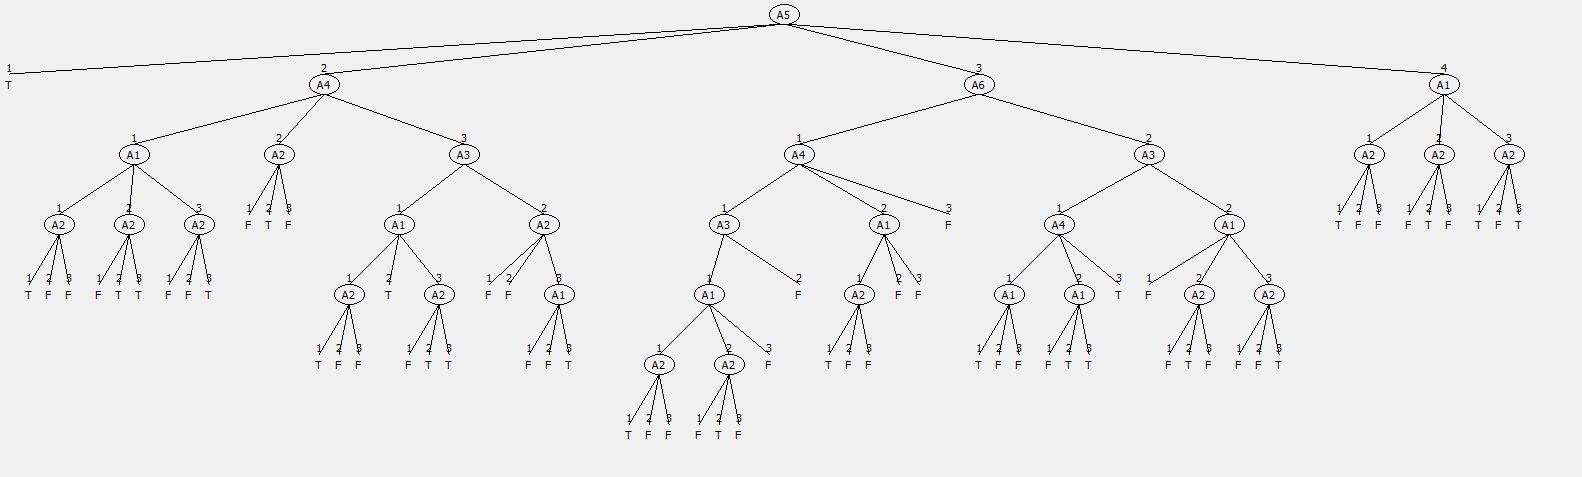 A5
1 2 3 4
T A4 A6 A1
1 2 3 1 2 1 2 3
A1 A2 A3 A4 A3 A2 A2 A2
1 2 3 1 2 3 1 2 1 2 3 1 2 1 2 3 1 2 3 1 2 3
A2 A2 A2 F T F A1 A2 A3 A1 F A4 A1 T F F F T F T F T
1 2 3 1 2 3 1 2 3 1 2 3 1 2 3 1 2 1 2 3 1 2 3 1 2 3
T F F F T T F F T A2 T A2 F F A1 A1 F A2 F F A1 A1 T F A2 A2
1 2 3 1 2 3 1 2 3 1 2 3 1 2 3 1 2 3 1 2 3 1 2 3 1 2 3
T F F F T T F F T A2 A2 F T F F T F F F T T F T F F F T
1 2 3 1 2 3
T F F F T F